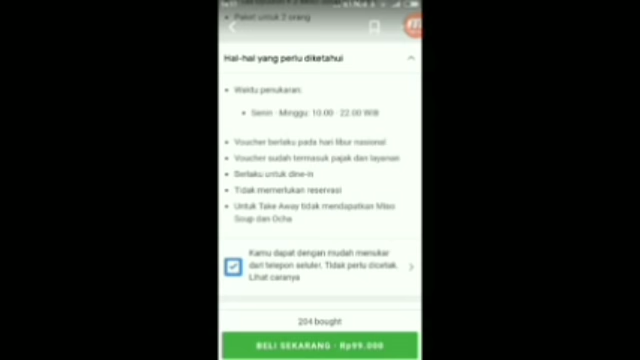 Paket untuk 2 orang
Hal-hal yang perlu diketahui
Waktu penukaran:
Senin - Minggu: 10.00 - 22.00 WIB
Voucher berlaku pada hari libur nasional
Voucher sudah termasuk pajak dan layanan
Berlaku untuk dine-in
Tidak memerlukan reservasi
Untuk Take Away tidak mendapatkan Miso
Soup dan Ocha
Kamu dapat dengan mudah menukar
dari telepon seluler. Tidak perlu dicetak.
Lihat caranya
204 bought
BELI SEKARANG - Rp99.000